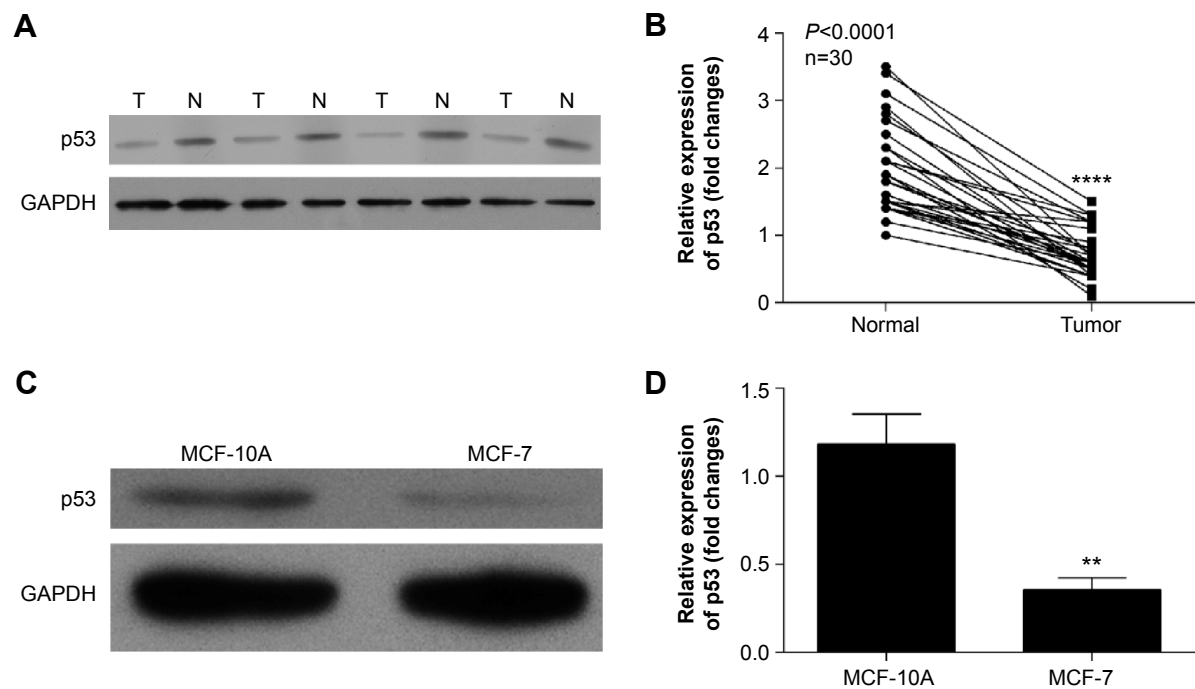 A
T N T N T N T N
p53
GAPDH
B
P<0.0001
n=30
Relative expression
of p53 (fold changes)
4
3
2
1
0
****
Normal Tumor
C
MCF-10A MCF-7
p53
GAPDH
D
Relative expression
of p53 (fold changes)
1.5
1.0
0.5
0.0
**
MCF-10A MCF-7